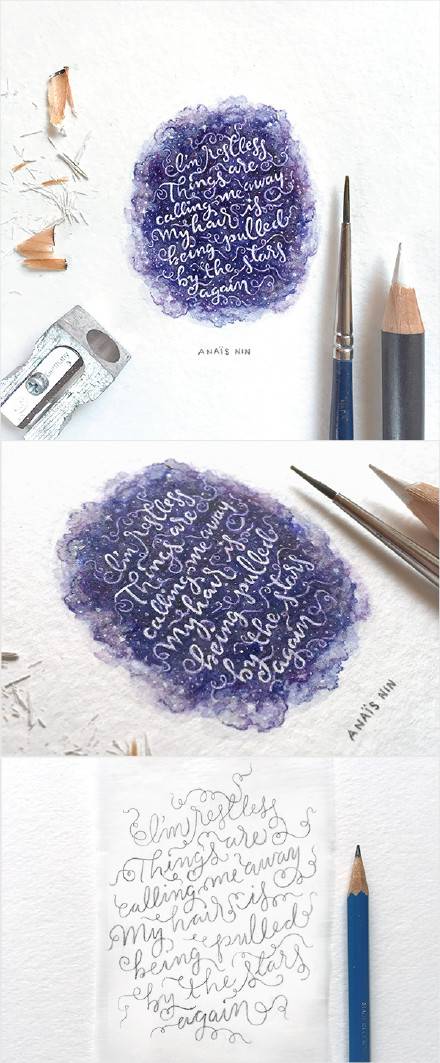 I'm restless
Things are
calling me away
My hair is
being pulled
by the stars
again
ANAÏS NIN
I'm restless
Things are
calling me away
My hair is
being pulled
by the stars
again
ANAÏS NIN
I'm restless
Things are
calling me away
My hair is
being pulled
by the stars
again